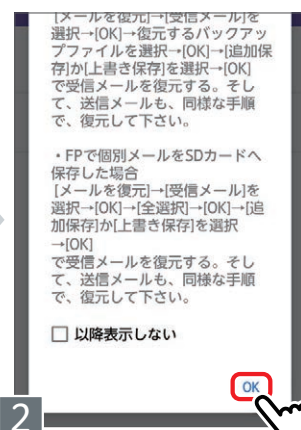 [メールを復元]→[受信メール]を
選択→[OK]→復元するバックアッ
プファイルを選択→[OK]→[追加保
存]か[上書き保存]を選択→[OK]
で受信メールを復元する。そし
て、送信メールも、同様な手順
で、復元して下さい。
・FPで個別メールをSDカードへ
保存した場合
[メールを復元]→[受信メール]を
選択→[OK]→[全選択]→[OK]→[追
加保存]か[上書き保存]を選択
→[OK]
で受信メールを復元する。そし
て、送信メールも、同様な手順
で、復元して下さい。
以降表示しない
OK
2